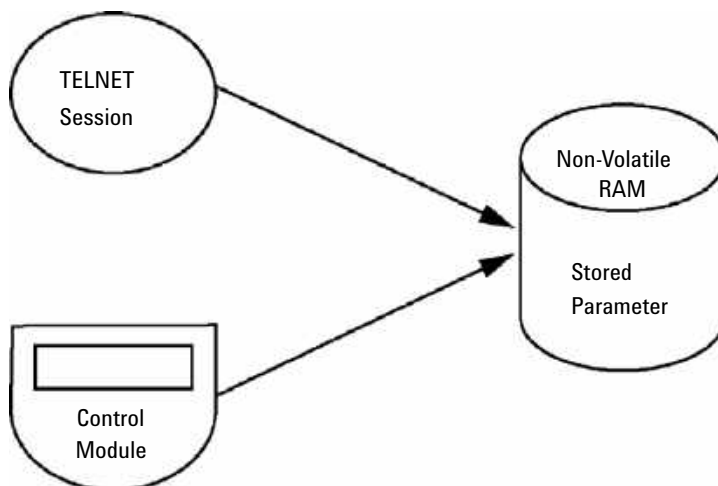 TELNET
Session
Non-Volatile
RAM
Stored
Parameter
Control
Module